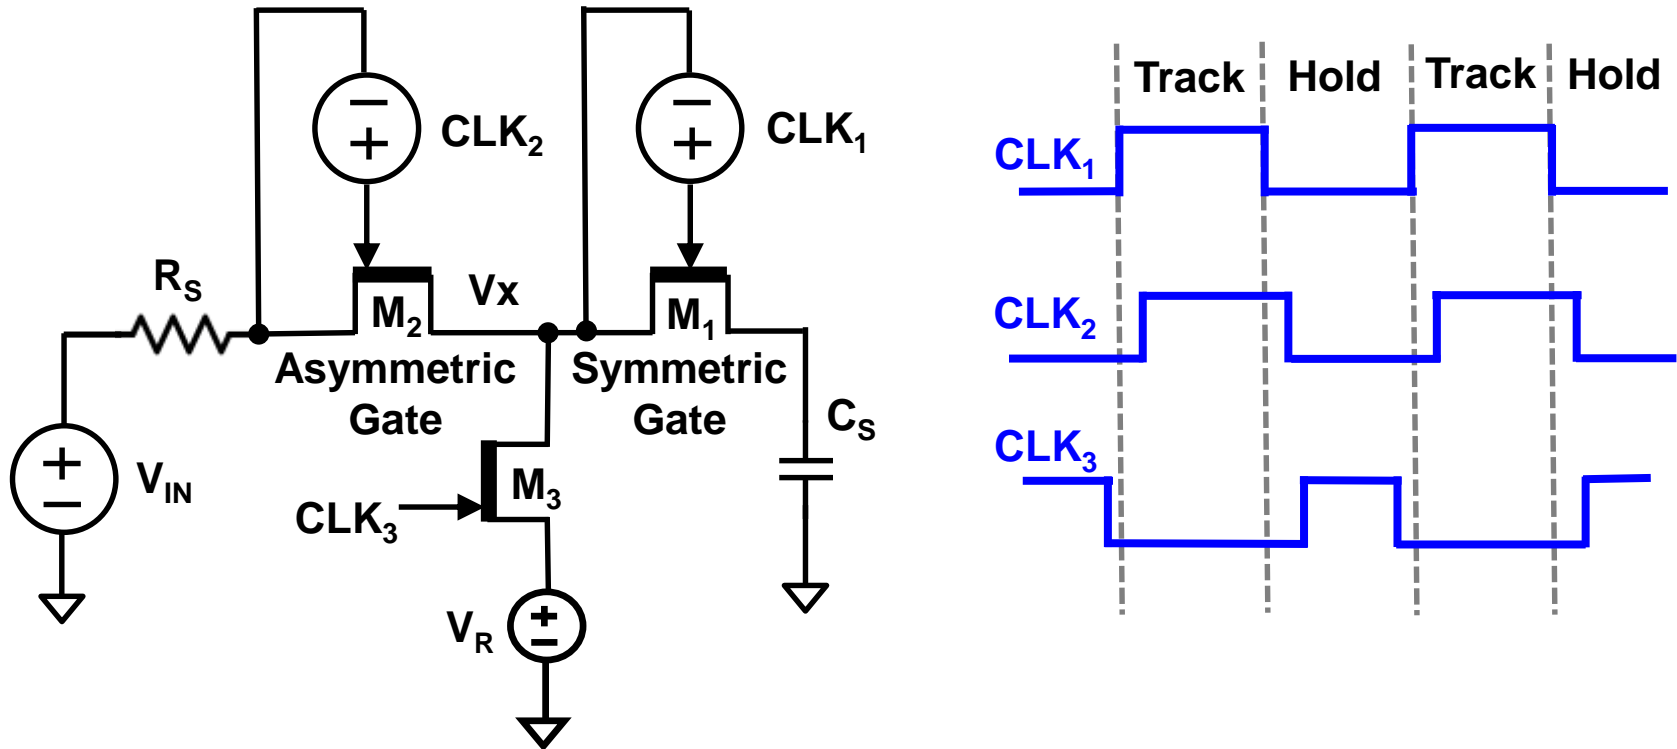 CLK2
CLK1
RS
M2
Vx
M1
Asymmetric
Gate
Symmetric
Gate
CS
VIN
M3
CLK3
VR
Track Hold Track Hold
CLK1
CLK2
CLK3